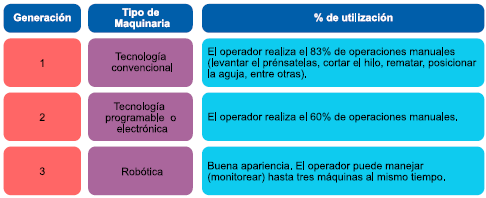 Generación
Tipo de
Maquinaria
% de utilización
1
Tecnología
convencional
El operador realiza el 83% de operaciones manuales
(levantar el prénsatelas, cortar el hilo, rematar, posicionar
la aguja, entre otras).
2
Tecnología
programable o
electrónica
El operador realiza el 60% de operaciones manuales.
3
Robótica
Buena apariencia. El operador puede manejar
(monitorear) hasta tres máquinas al mismo tiempo.